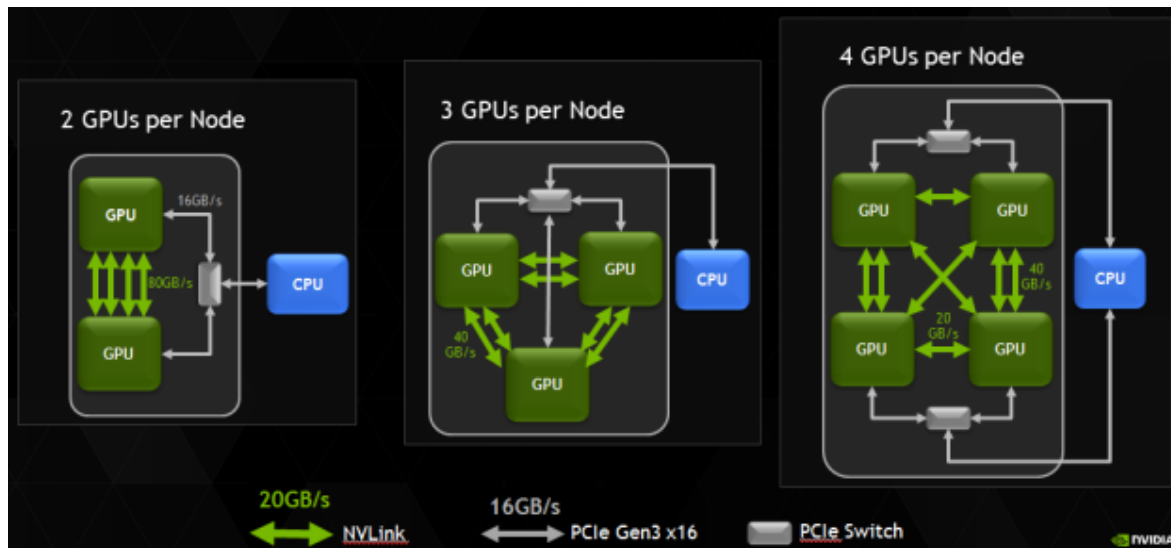 2 GPUs per Node
GPU
16GB/s
80GB/s
CPU
GPU
3 GPUs per Node
GPU
GPU
CPU
40
GB/s
GPU
4 GPUs per Node
GPU
GPU
40
GB/s
CPU
20
GB/s
GPU
GPU
20GB/s
NVLink
16GB/s
PCIe Gen3 x16
PCIe Switch
NVIDIA